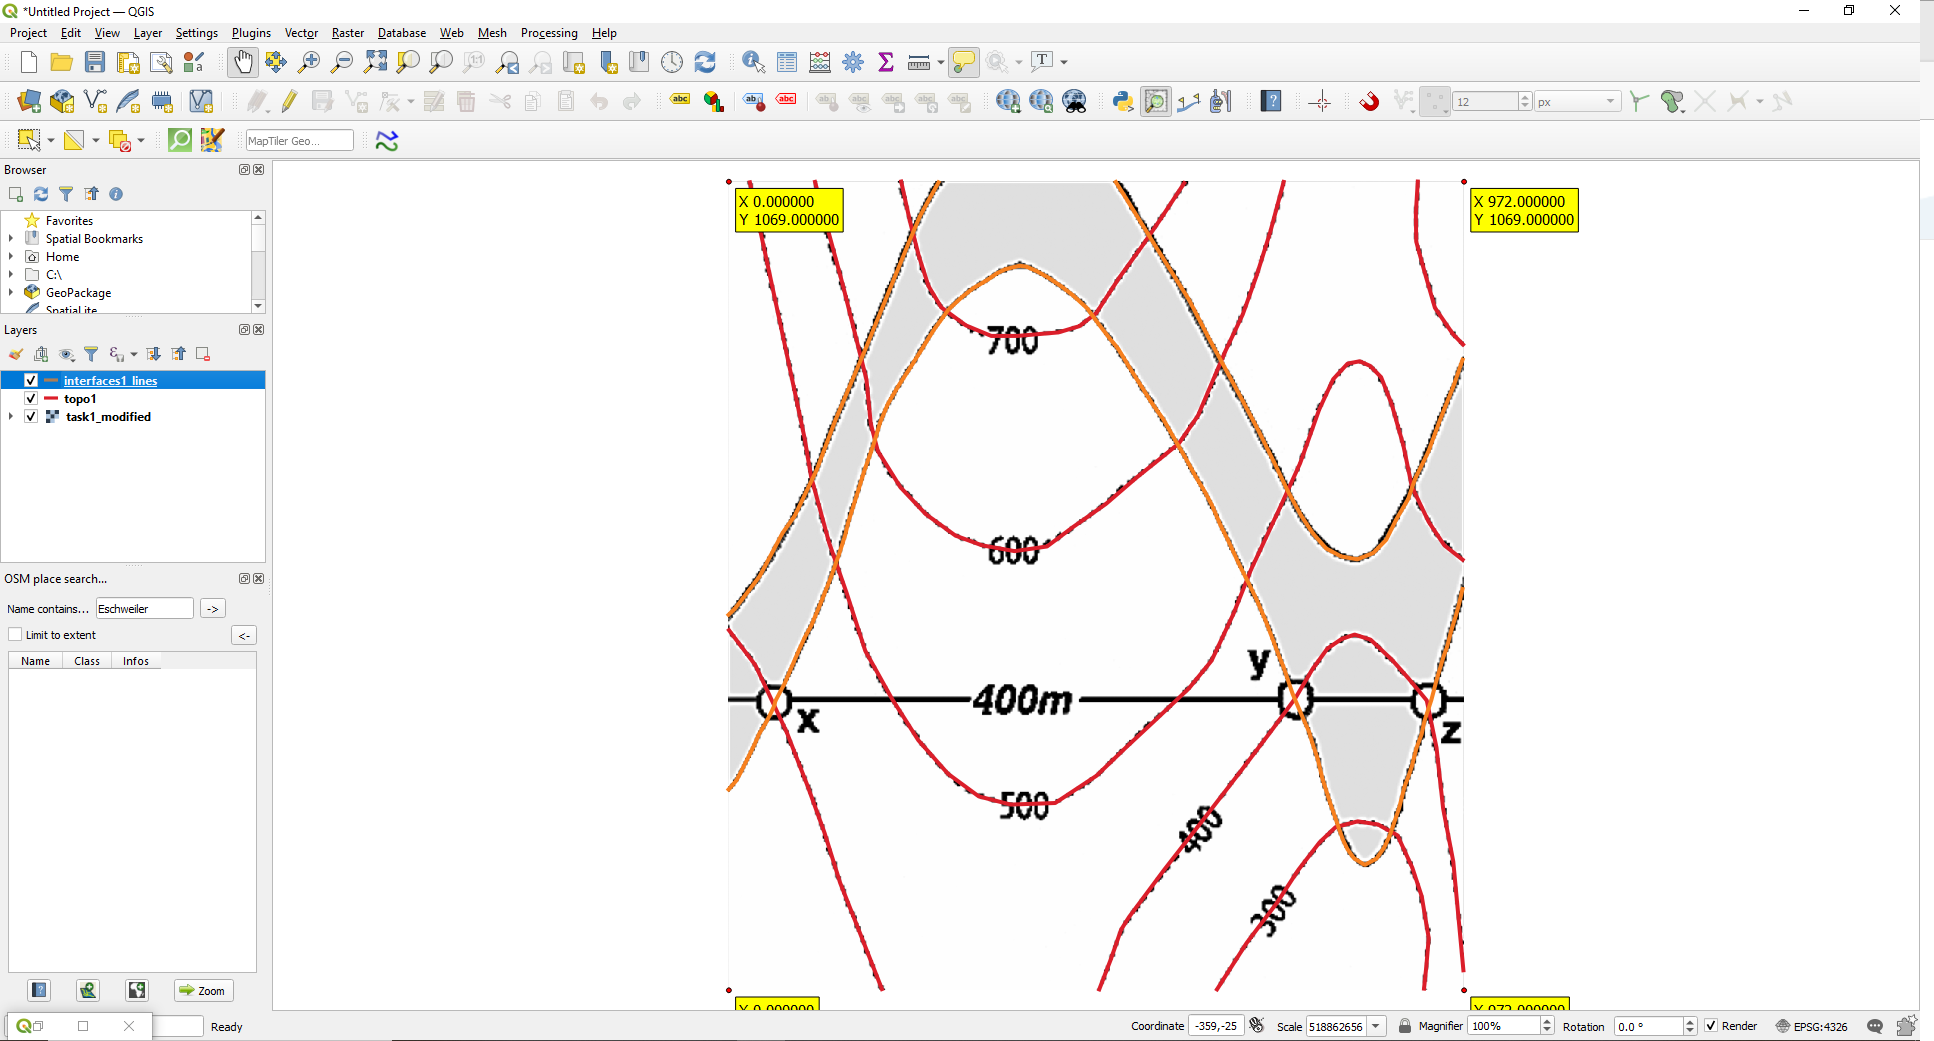 *Untitled Project — QGIS
Project Edit View Layer Settings Plugins Vector Raster Database Web Mesh Processing Help
abc abc abc
12 px
MapTiler Geo...
Browser
Favorites
Spatial Bookmarks
Home
C:\
GeoPackage
SpatiaLite
Layers
interfaces1_lines
topo1
task1_modified
OSM place search...
Name contains... Eschweiler ->
Limit to extent <-
Name Class Infos
Zoom
X 0.000000
Y 1069.000000
X 972.000000
Y 1069.000000
700
600
y
400m
x
z
500
400
300
X 0.000000
X 972.000000
Ready
Coordinate -359,-25 Scale 518862656 Magnifier 100% Rotation 0.0 ° Render EPSG:4326